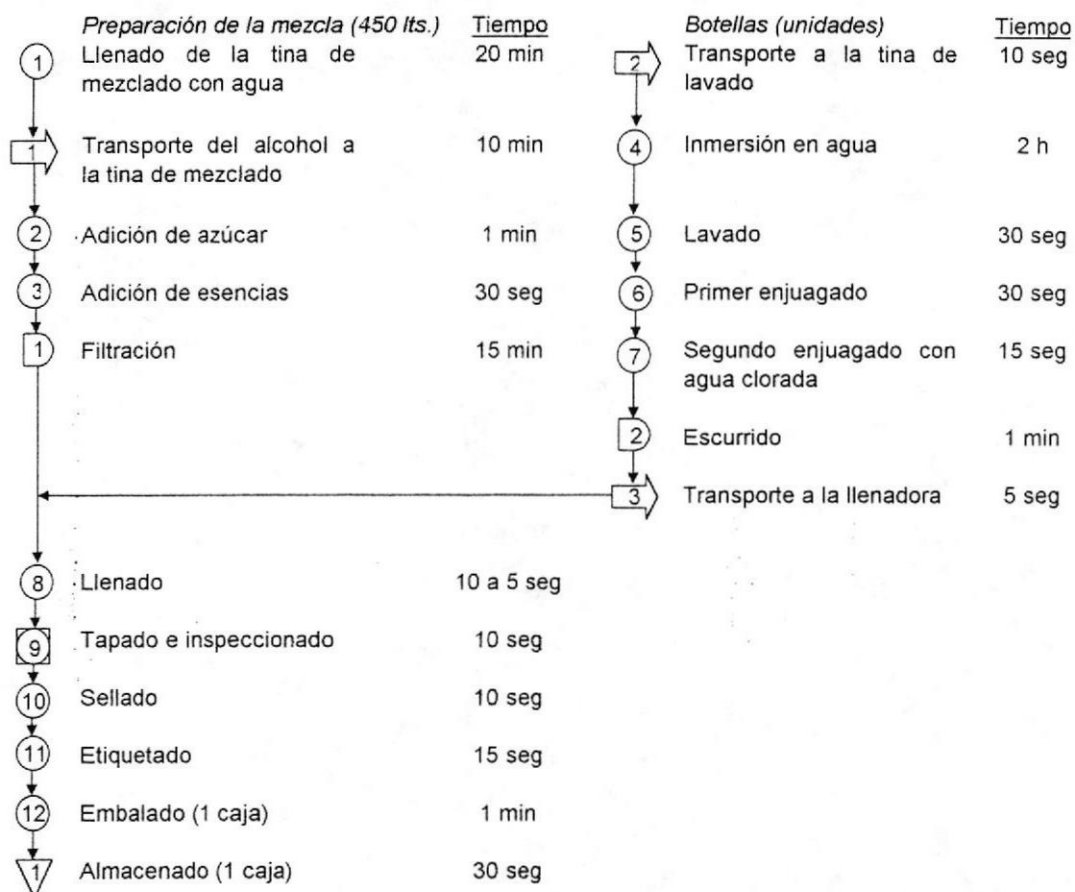 Preparación de la mezcla (450 lts.) Tiempo
1 Llenado de la tina de 20 min
mezclado con agua
1 Transporte del alcohol a 10 min
la tina de mezclado
2 Adición de azúcar 1 min
3 Adición de esencias 30 seg
1 Filtración 15 min
Botellas (unidades) Tiempo
2 Transporte a la tina de 10 seg
lavado
4 Inmersión en agua 2 h
5 Lavado 30 seg
6 Primer enjuagado 30 seg
7 Segundo enjuagado con 15 seg
agua clorada
2 Escurrido 1 min
3 Transporte a la llenadora 5 seg
8 Llenado 10 a 5 seg
9 Tapado e inspeccionado 10 seg
10 Sellado 10 seg
11 Etiquetado 15 seg
12 Embalado (1 caja) 1 min
1 Almacenado (1 caja) 30 seg